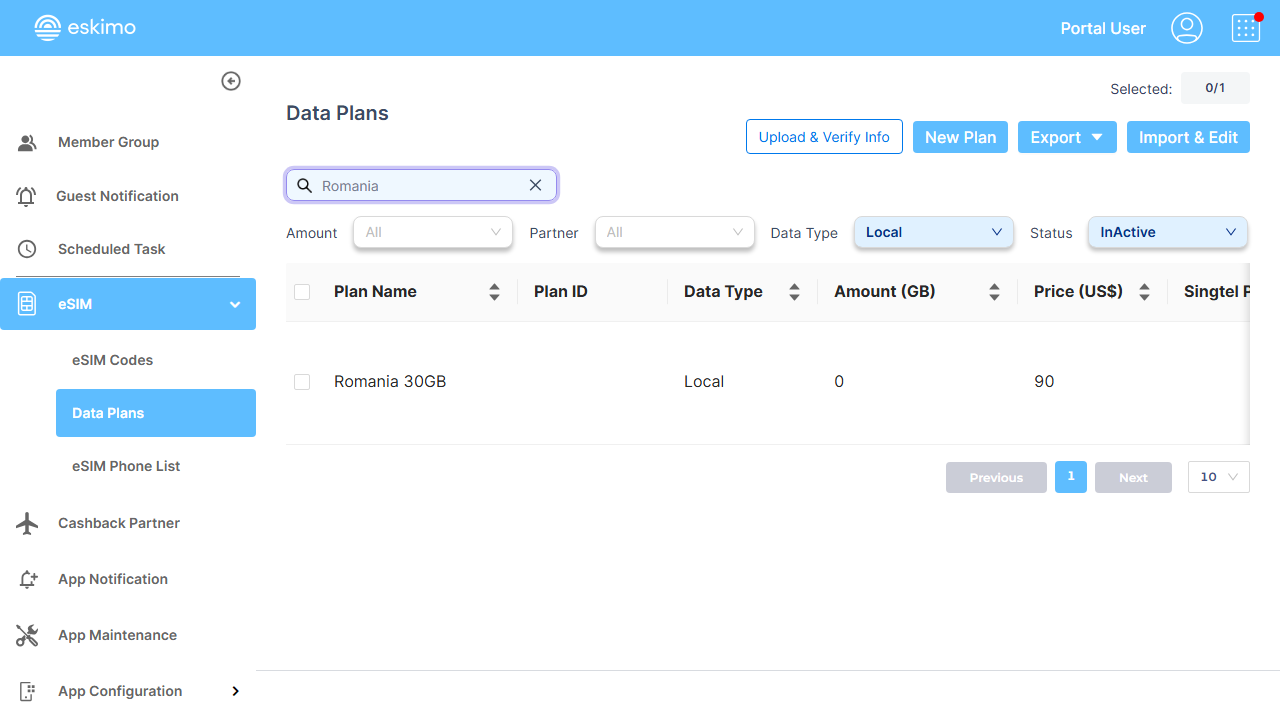 eskimo
Portal User
Selected: 0/1
Data Plans
Upload & Verify Info New Plan Export Import & Edit
Romania
Amount All Partner All Data Type Local Status InActive
Plan Name Plan ID Data Type Amount (GB) Price (US$) Singtel P
Romania 30GB Local 0 90
Previous 1 Next 10
Member Group
Guest Notification
Scheduled Task
eSIM
eSIM Codes
Data Plans
eSIM Phone List
Cashback Partner
App Notification
App Maintenance
App Configuration